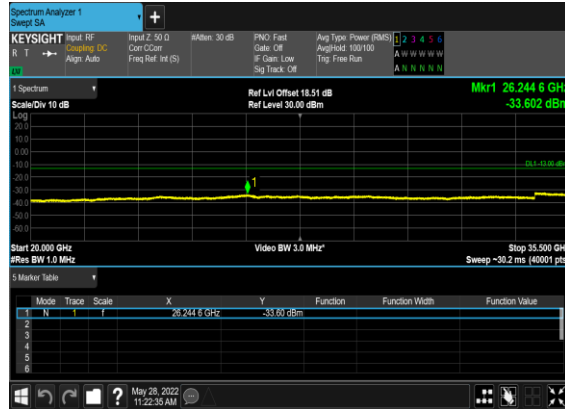 Spectrum Analyzer 1
Swept SA
+
KEYSIGHT Input: RF Input Z: 50 Ω #Atten: 30 dB PNO: Fast Avg Type: Power (RMS) 1 2 3 4 5 6
R T Coupling: DC Corr CCorr Gate: Off Avg|Hold: 100/100 A W W W W W
Align: Auto Freq Ref: Int (S) IF Gain: Low Trig: Free Run
Sig Track: Off A N N N N N
1 Spectrum Ref Lvl Offset 18.51 dB Mkr1 26.244 6 GHz
Scale/Div 10 dB Ref Level 30.00 dBm -33.602 dBm
Log
20.0
10.0
0.00
-10.0
DL1 -13.00 dBm
-20.0
1
-30.0
-40.0
-50.0
-60.0
Start 20.000 GHz Video BW 3.0 MHz* Stop 35.500 GH
#Res BW 1.0 MHz Sweep ~30.2 ms (40001 pts
5 Marker Table
Mode Trace Scale X Y Function Function Width Function Value
1 N 1 f 26.244 6 GHz -33.60 dBm
2
3
4
5
6
? May 28, 2022
11:22:35 AM